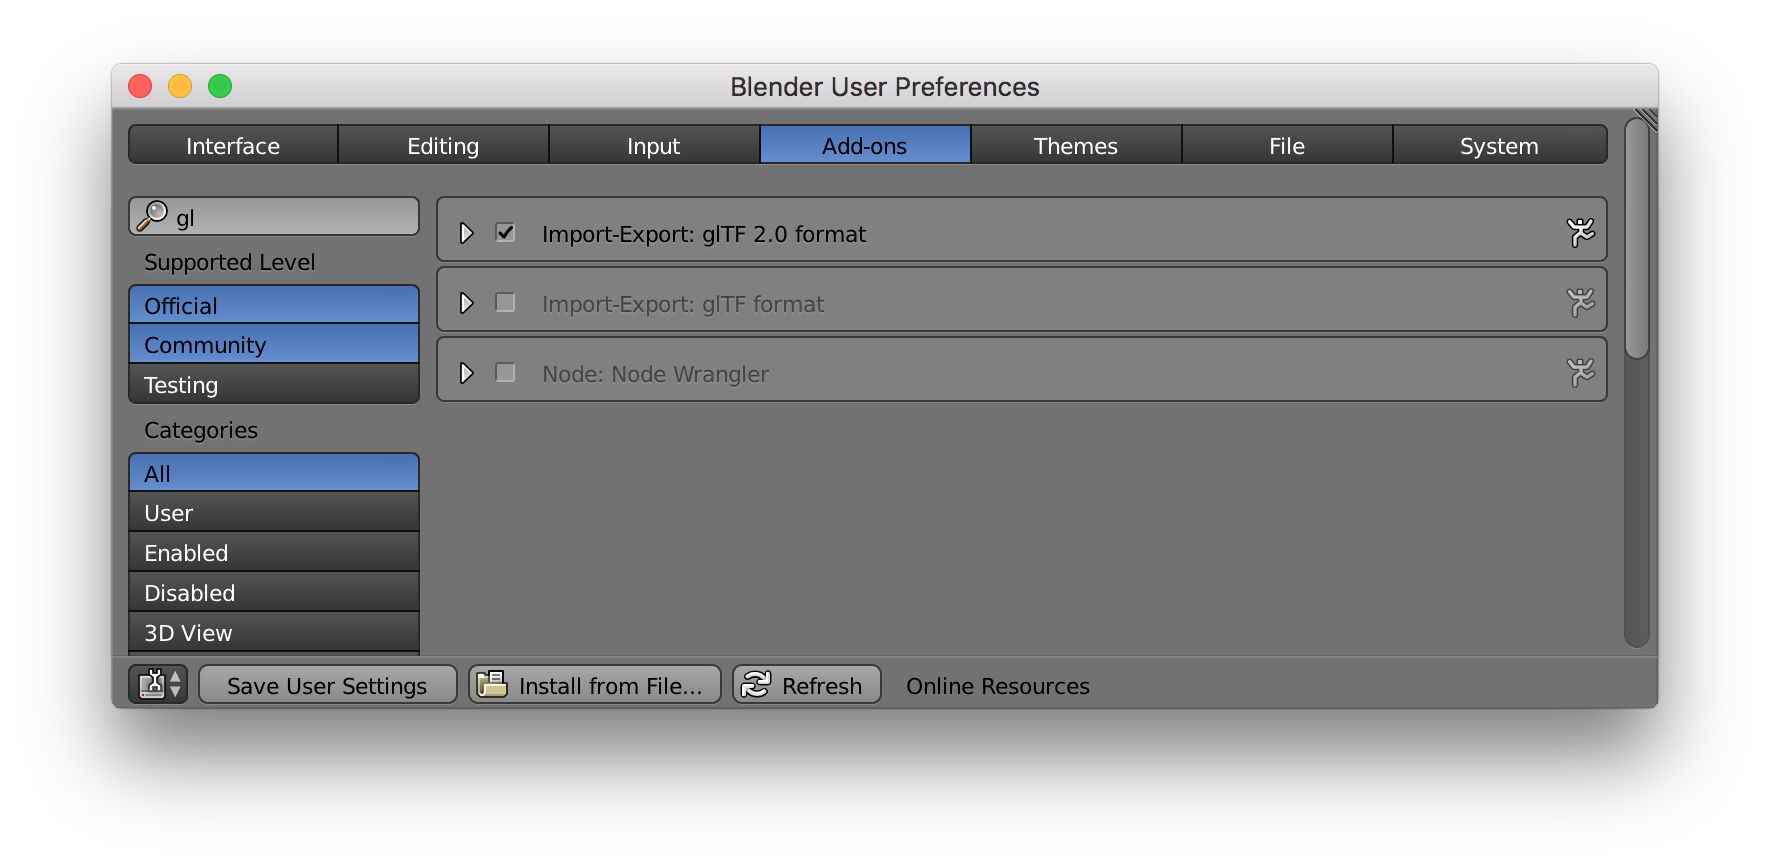 Blender User Preferences
Interface Editing Input Add-ons Themes File System
gl
Supported Level
Official
Community
Testing
Categories
All
User
Enabled
Disabled
3D View
Import-Export: glTF 2.0 format
Import-Export: glTF format
Node: Node Wrangler
Save User Settings Install from File... Refresh Online Resources